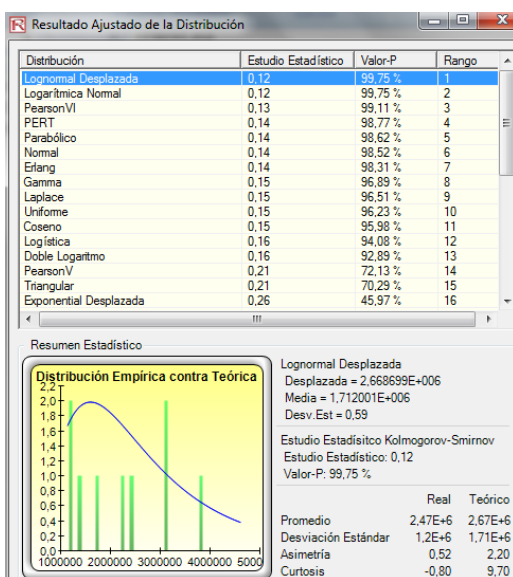 Resultado Ajustado de la Distribución
Distribución Estudio Estadístico Valor-P Rango
Lognormal Desplazada 0,12 99,75 % 1
Logarítmica Normal 0,12 99,75 % 2
PearsonVI 0,13 99,11 % 3
PERT 0,14 98,77 % 4
Parabólico 0,14 98,62 % 5
Normal 0,14 98,52 % 6
Erlang 0,14 98,31 % 7
Gamma 0,15 96,89 % 8
Laplace 0,15 96,51 % 9
Uniforme 0,15 96,23 % 10
Coseno 0,15 95,98 % 11
Logística 0,16 94,08 % 12
Doble Logaritmo 0,16 92,89 % 13
PearsonV 0,21 72,13 % 14
Triangular 0,21 70,29 % 15
Exponential Desplazada 0,26 45,97 % 16
Resumen Estadístico
Distribución Empírica contra Teórica
2,2
2,0
1,8
1,6
1,4
1,2
1,0
0,8
0,6
0,4
0,2
0,0
1000000 2000000 3000000 4000000 5000
Lognormal Desplazada
Desplazada = 2,668699E+006
Media = 1,712001E+006
Desv.Est = 0,59
Estudio Estadísitco Kolmogorov-Smirnov
Estudio Estadístico: 0,12
Valor-P: 99,75 %
Real Teórico
Promedio 2,47E+6 2,67E+6
Desviación Estándar 1,2E+6 1,71E+6
Asimetría 0,52 2,20
Curtosis -0,80 9,70